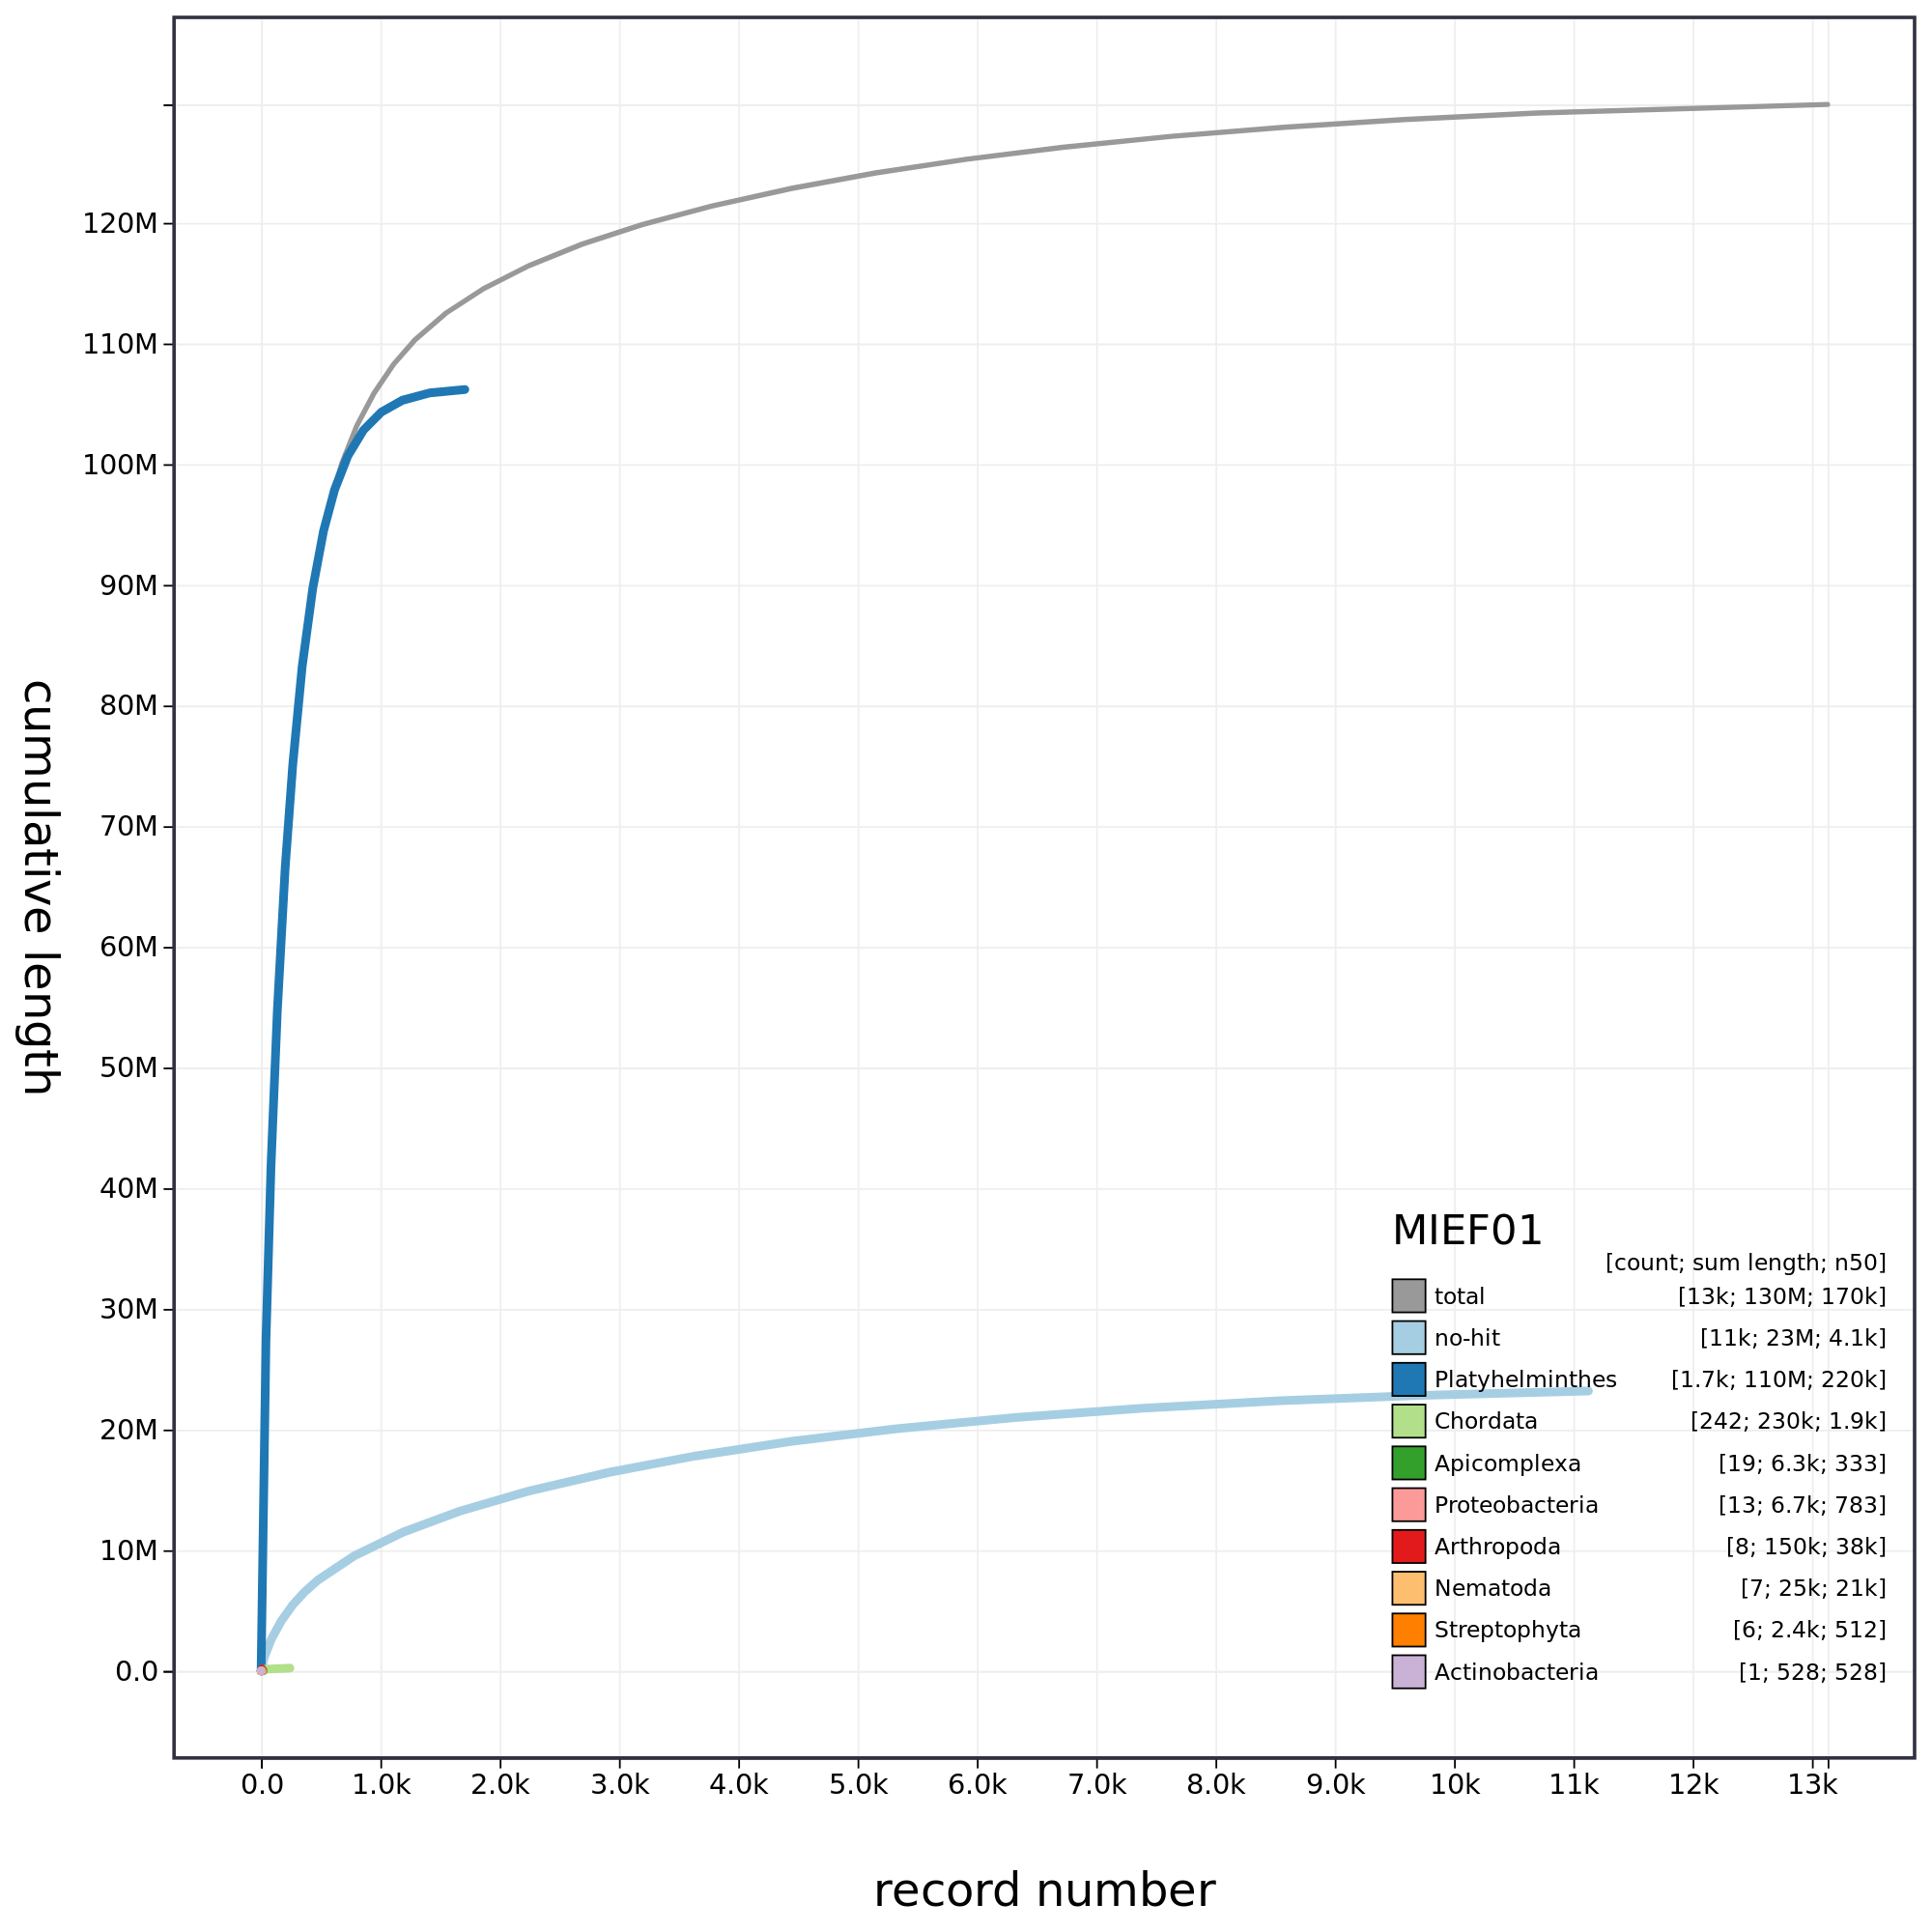 120M
110M
100M
90M
80M
70M
60M
50M
40M
30M
20M
10M
0.0
cumulative length
MIEF01
[count; sum length; n50]
total [13k; 130M; 170k]
no-hit [11k; 23M; 4.1k]
Platyhelminthes [1.7k; 110M; 220k]
Chordata [242; 230k; 1.9k]
Apicomplexa [19; 6.3k; 333]
Proteobacteria [13; 6.7k; 783]
Arthropoda [8; 150k; 38k]
Nematoda [7; 25k; 21k]
Streptophyta [6; 2.4k; 512]
Actinobacteria [1; 528; 528]
0.0 1.0k 2.0k 3.0k 4.0k 5.0k 6.0k 7.0k 8.0k 9.0k 10k 11k 12k 13k
record number